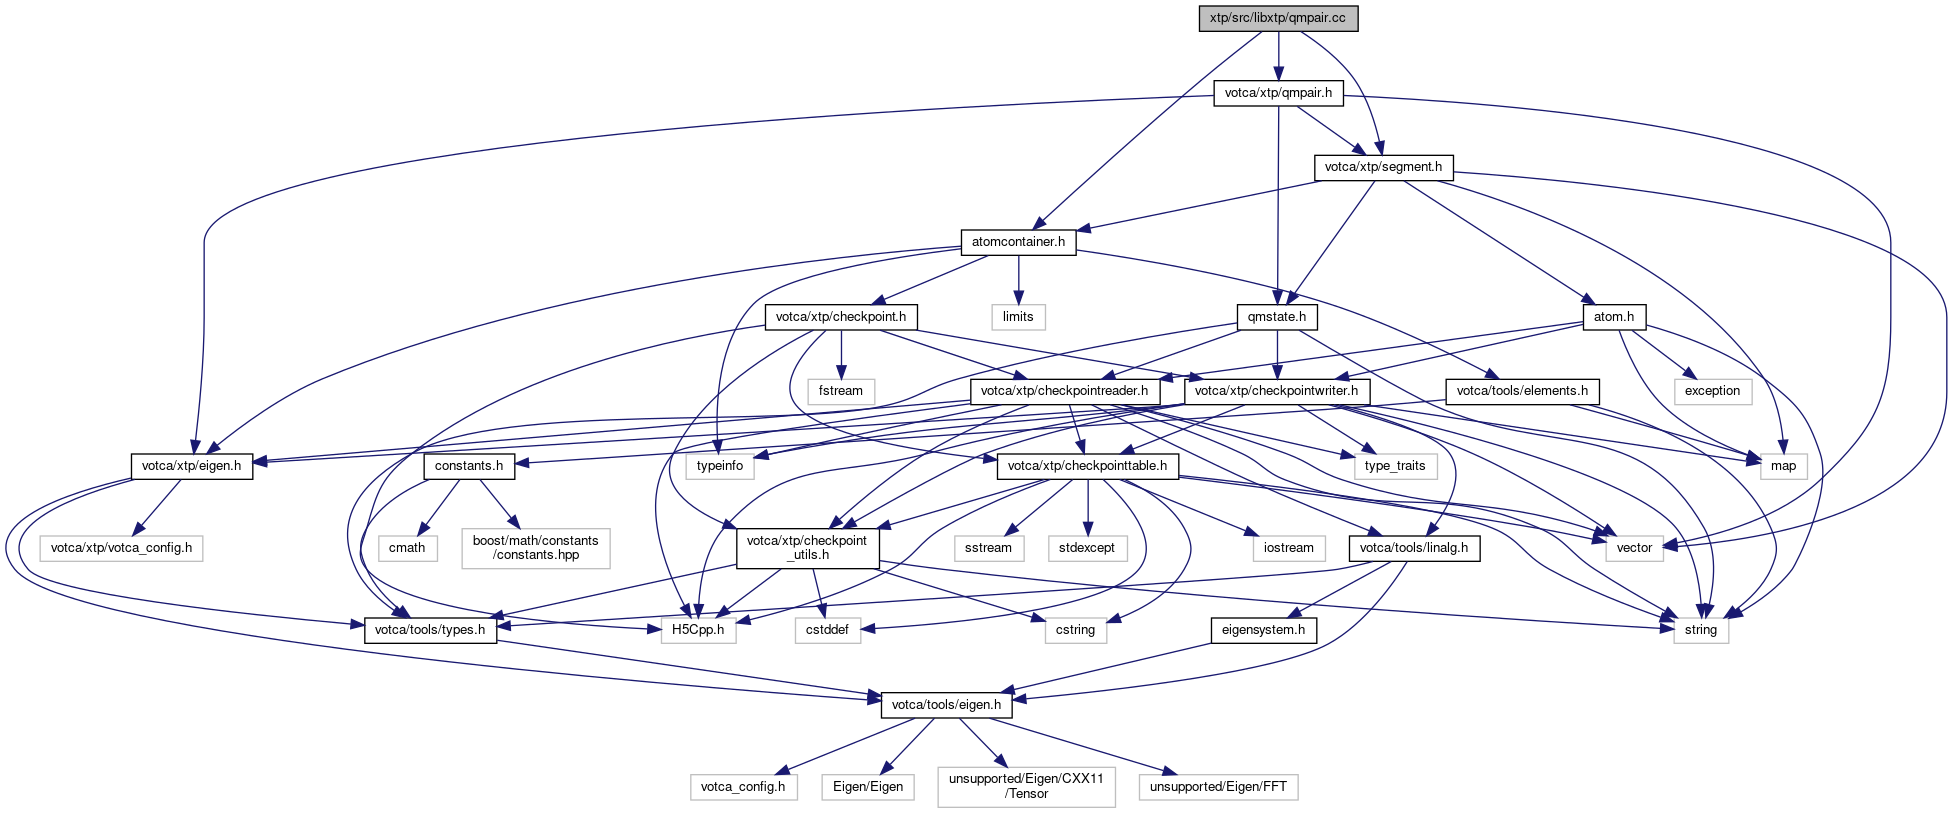 xtp/src/libxtp/qmpair.cc
votca/xtp/qmpair.h
votca/xtp/segment.h
atomcontainer.h
votca/xtp/checkpoint.h
limits
qmstate.h
atom.h
fstream
votca/xtp/checkpointreader.h
votca/xtp/checkpointwriter.h
votca/tools/elements.h
exception
votca/xtp/eigen.h
constants.h
typeinfo
votca/xtp/checkpointtable.h
type_traits
map
votca/xtp/votca_config.h
cmath
boost/math/constants
/constants.hpp
votca/xtp/checkpoint
_utils.h
sstream
stdexcept
iostream
votca/tools/linalg.h
vector
votca/tools/types.h
H5Cpp.h
cstddef
cstring
eigensystem.h
string
votca/tools/eigen.h
votca_config.h
Eigen/Eigen
unsupported/Eigen/CXX11
/Tensor
unsupported/Eigen/FFT